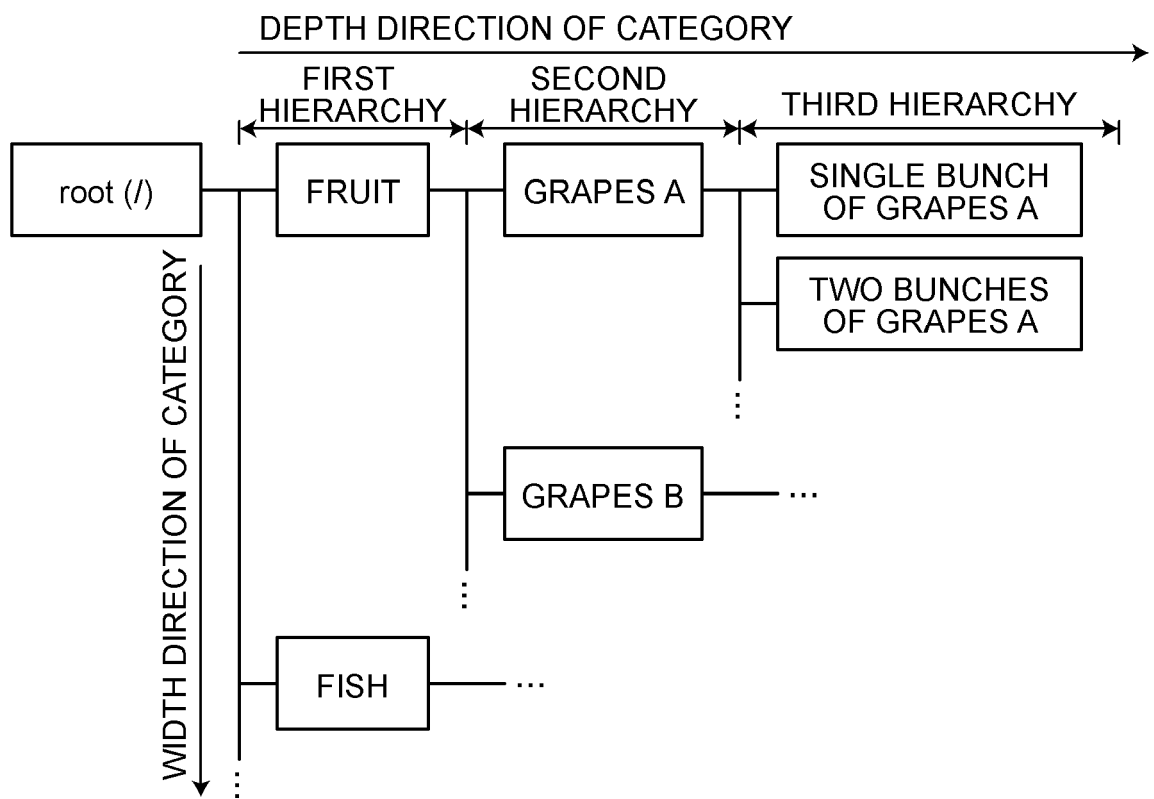 DEPTH DIRECTION OF CATEGORY
FIRST
HIERARCHY
SECOND
HIERARCHY
THIRD HIERARCHY
root (/)
FRUIT
GRAPES A
SINGLE BUNCH
OF GRAPES A
TWO BUNCHES
OF GRAPES A
...
GRAPES B
...
...
FISH
...
...
WIDTH DIRECTION OF CATEGORY